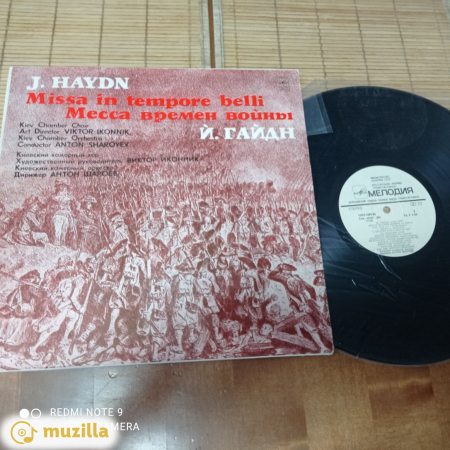 J. HAYDN
Missa in tempore belli
Месса времен войны
Й. ГАЙДН
Kiev Chamber Choir
Art Director VIKTOR IKONNIK
Kiev Chamber Orchestra
Conductor ANTON SHAROYEV
Киевский камерный хор
Художественный руководитель ВИКТОР ИКОННИК
Киевский камерный оркестр
Дирижер АНТОН ШАРОЕВ
МЕЛОДИЯ
REDMI NOTE 9
muzilla
MERA